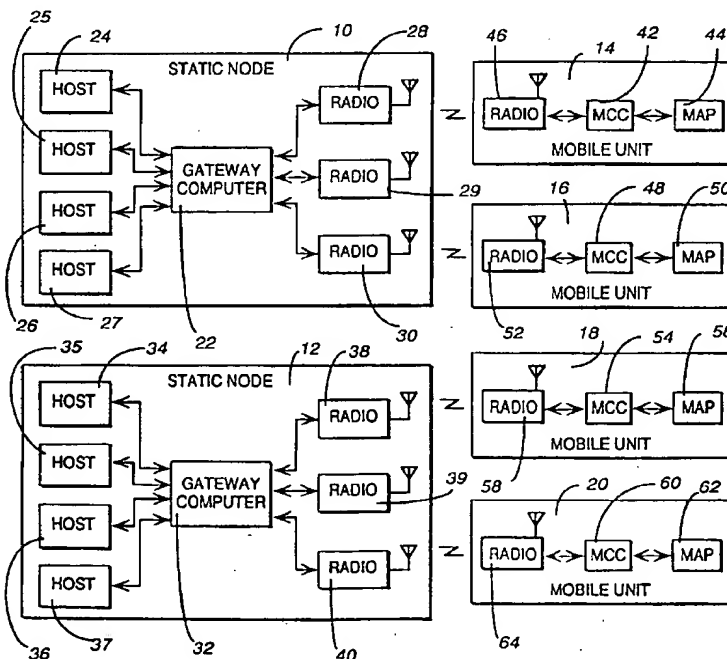 24 10 28 46 14 42 44
25 STATIC NODE
HOST RADIO RADIO MCC MAP
MOBILE UNIT
HOST GATEWAY COMPUTER RADIO
29 16 48 50
HOST RADIO MCC MAP
HOST RADIO MOBILE UNIT
26 27 22 30 52 54 58
35 34 12 38 18
STATIC NODE
HOST RADIO RADIO MCC MAP
MOBILE UNIT
HOST GATEWAY COMPUTER RADIO
39 58 20 60 62
HOST RADIO MCC MAP
HOST RADIO MOBILE UNIT
36 37 32 40 64